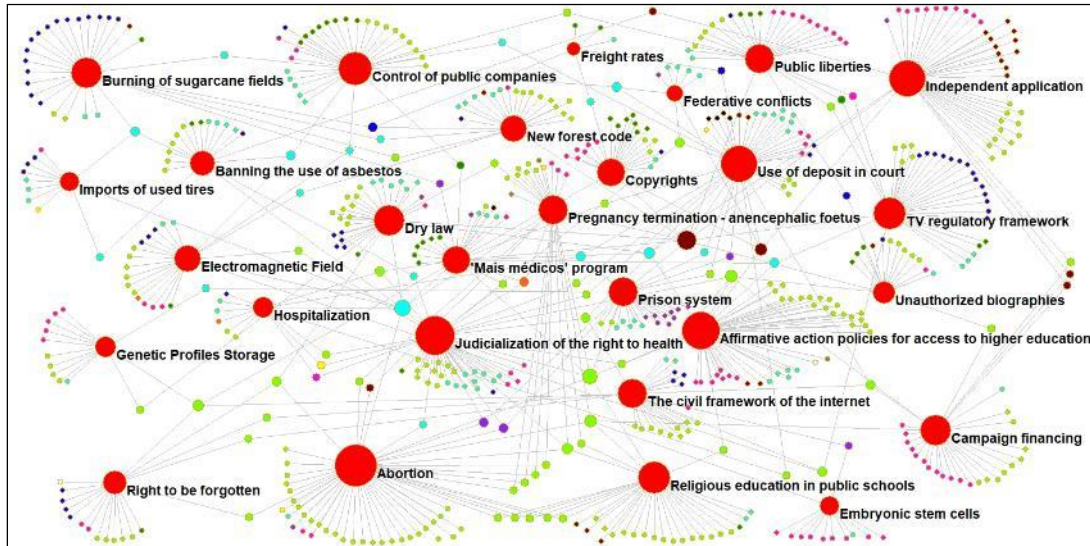 Freight rates
Public liberties
Burning of sugarcane fields
Control of public companies
Independent application
Federative conflicts
New forest code
Banning the use of asbestos
Use of deposit in court
Imports of used tires
Copyrights
Pregnancy termination - anencephalic foetus
TV regulatory framework
Dry law
Electromagnetic Field
'Mais médicos' program
Prison system
Unauthorized biographies
Hospitalization
Judicialization of the right to health
Affirmative action policies for access to higher education
Genetic Profiles Storage
The civil framework of the internet
Campaign financing
Abortion
Religious education in public schools
Right to be forgotten
Embryonic stem cells